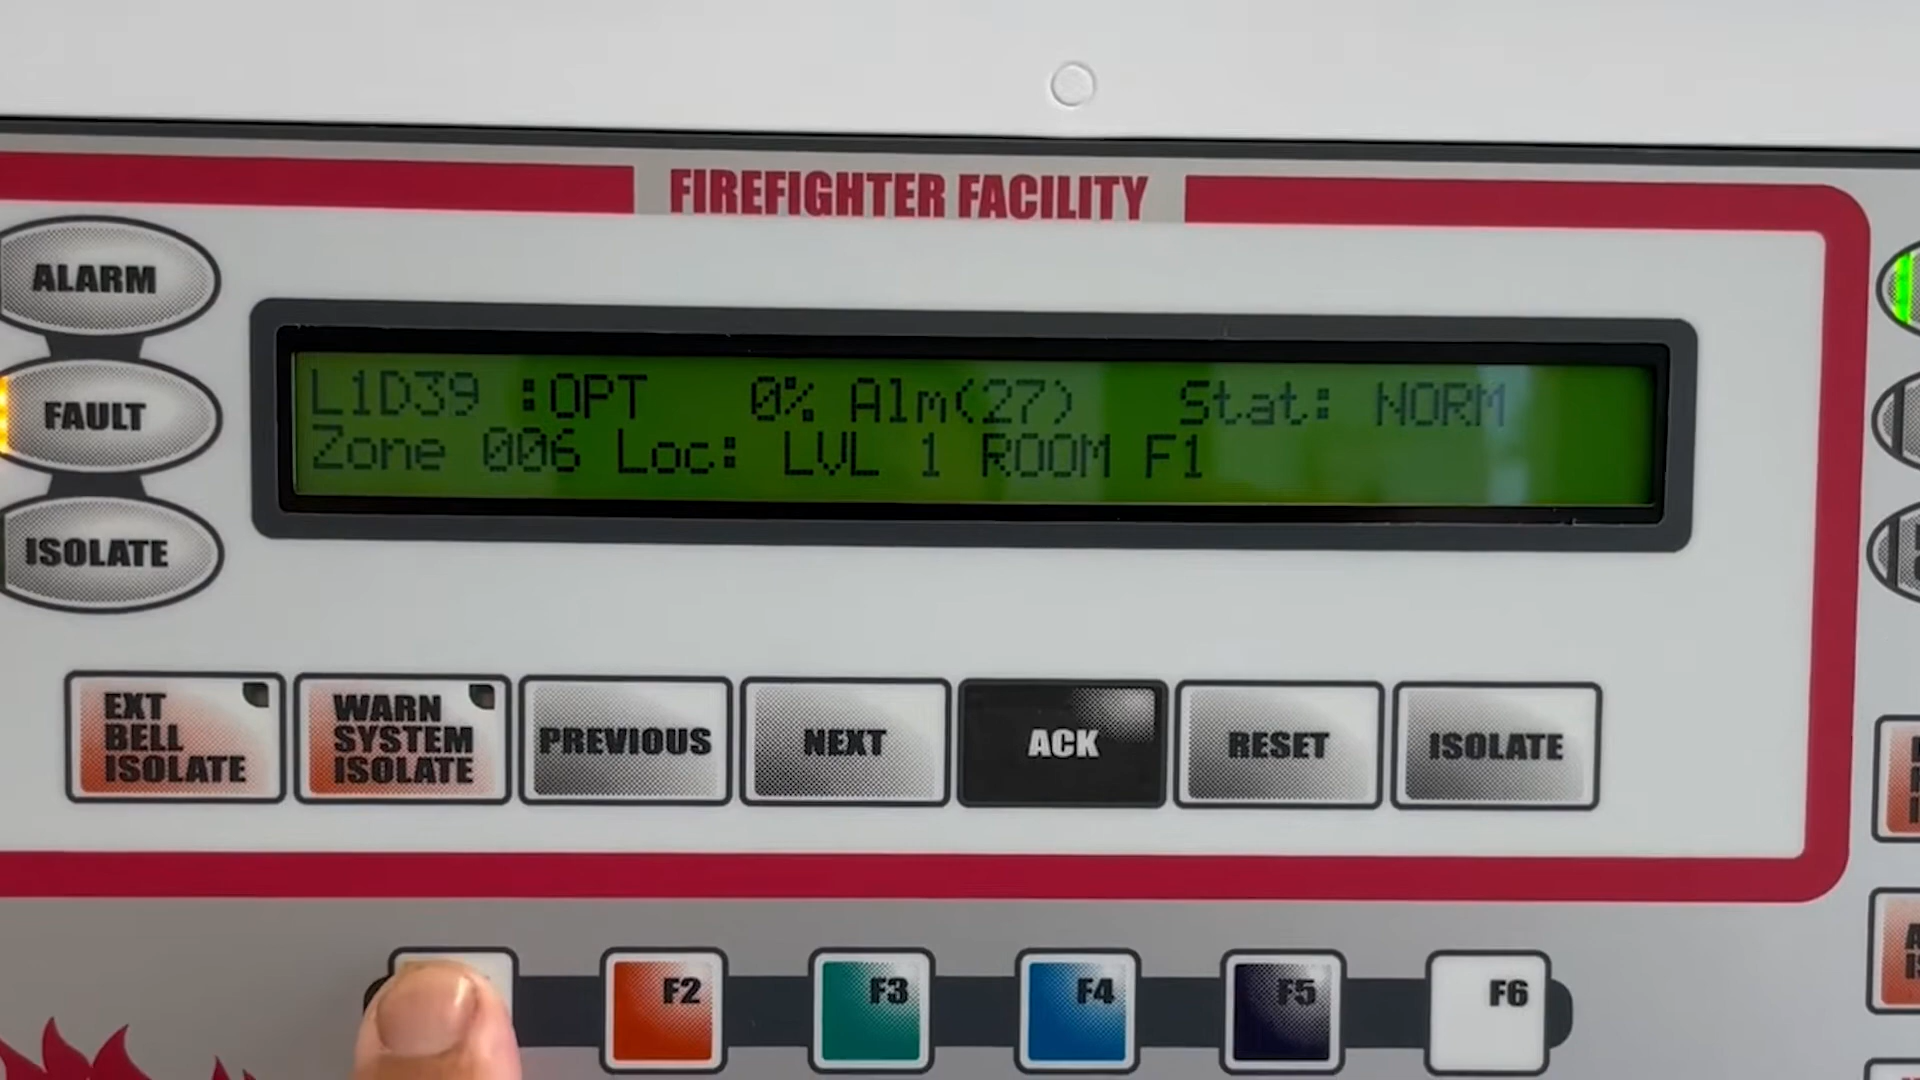 FIREFIGHTER FACILITY
ALARM
FAULT
ISOLATE
L1D39 :OPT 0% Alm(27) Stat: NORM
Zone 006 Loc: LVL 1 ROOM F1
EXT
BELL
ISOLATE
WARN
SYSTEM
ISOLATE
PREVIOUS
NEXT
ACK
RESET
ISOLATE
F2
F3
F4
F5
F6